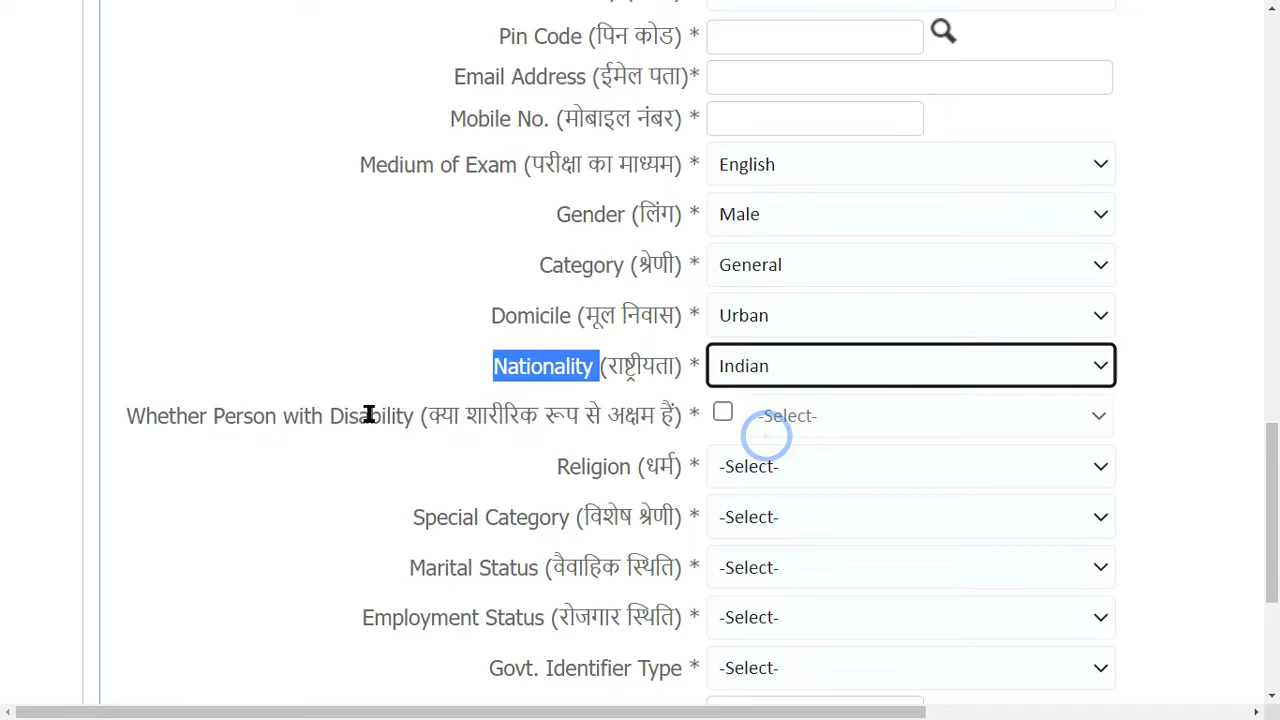 Pin Code (पिन कोड) *
Email Address (ईमेल पता)*
Mobile No. (मोबाइल नंबर) *
Medium of Exam (परीक्षा का माध्यम) * English
Gender (लिंग) * Male
Category (श्रेणी) * General
Domicile (मूल निवास) * Urban
Nationality (राष्ट्रीयता) * Indian
Whether Person with Disability (क्या शारीरिक रूप से अक्षम हैं) * -Select-
Religion (धर्म) * -Select-
Special Category (विशेष श्रेणी) * -Select-
Marital Status (वैवाहिक स्थिति) * -Select-
Employment Status (रोजगार स्थिति) * -Select-
Govt. Identifier Type * -Select-